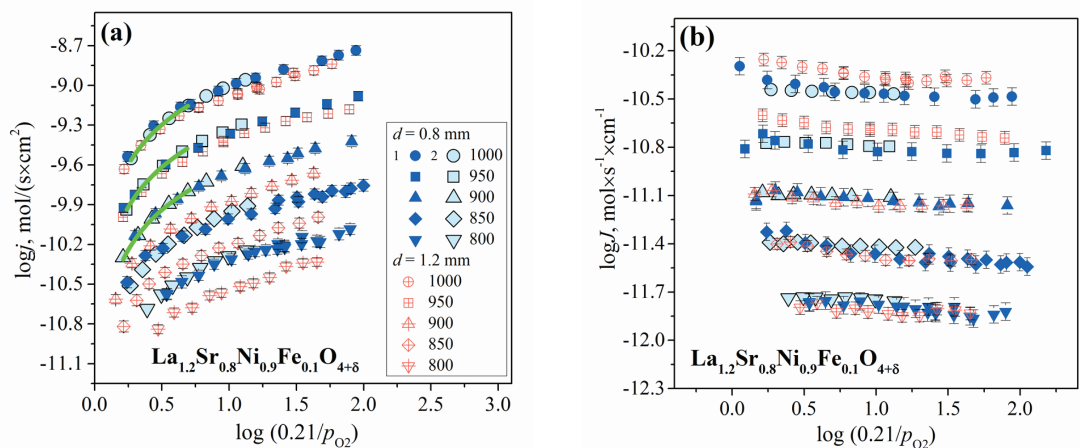 (a)
-8.7
-9.0
-9.3
-9.6
-9.9
-10.2
-10.5
-10.8
-11.1
logj, mol/(s×cm²)
d = 0.8 mm
1 2
1000
950
900
850
800
d = 1.2 mm
1000
950
900
850
800
La₁.₂Sr₀.₈Ni₀.₉Fe₀.₁O₄₊δ
0.0 0.5 1.0 1.5 2.0 2.5 3.0
log (0.21/pO2)
(b)
-10.2
-10.5
-10.8
-11.1
-11.4
-11.7
-12.0
-12.3
logJ, mol×s⁻¹×cm⁻¹
La₁.₂Sr₀.₈Ni₀.₉Fe₀.₁O₄₊δ
0.0 0.5 1.0 1.5 2.0
log (0.21/pO2)